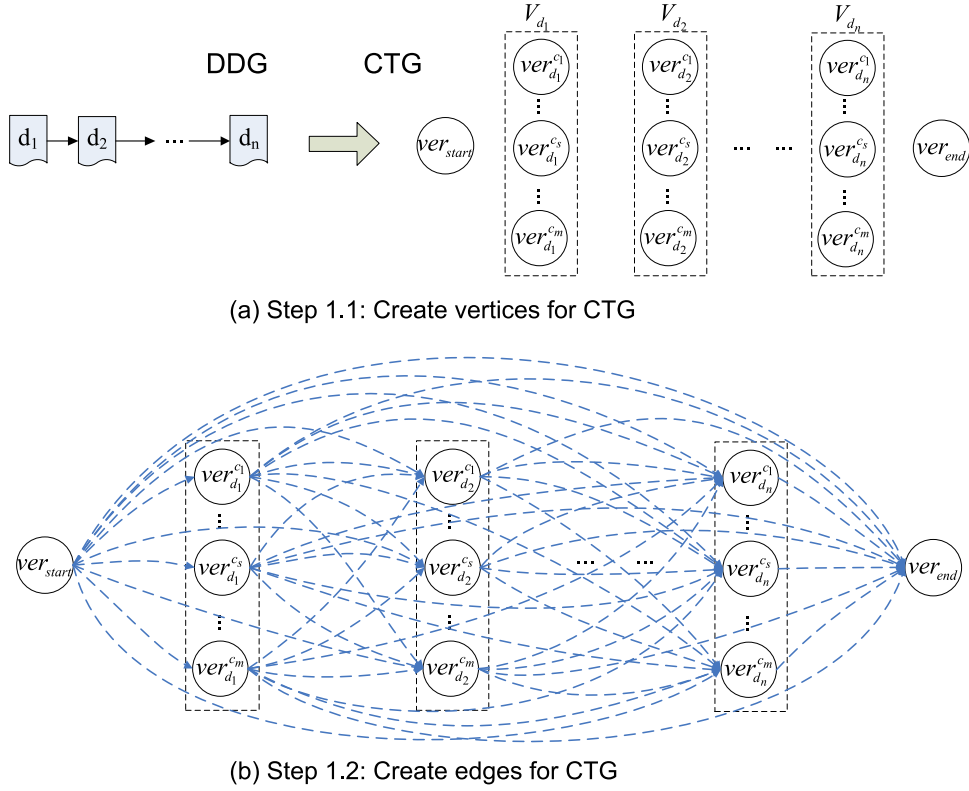 V_{d_1} V_{d_2} V_{d_n}
DDG CTG
ver_{d_1}^{c_1} ver_{d_2}^{c_1} ver_{d_n}^{c_1}
d_1 d_2 ... d_n
ver_{start} ver_{d_1}^{c_s} ver_{d_2}^{c_s} ... ... ver_{d_n}^{c_s} ver_{end}
ver_{d_1}^{c_m} ver_{d_2}^{c_m} ver_{d_n}^{c_m}
(a) Step 1.1: Create vertices for CTG
ver_{d_1}^{c_1} ver_{d_2}^{c_1} ver_{d_n}^{c_1}
ver_{start} ver_{d_1}^{c_s} ver_{d_2}^{c_s} ... ... ver_{d_n}^{c_s} ver_{end}
ver_{d_1}^{c_m} ver_{d_2}^{c_m} ver_{d_n}^{c_m}
(b) Step 1.2: Create edges for CTG